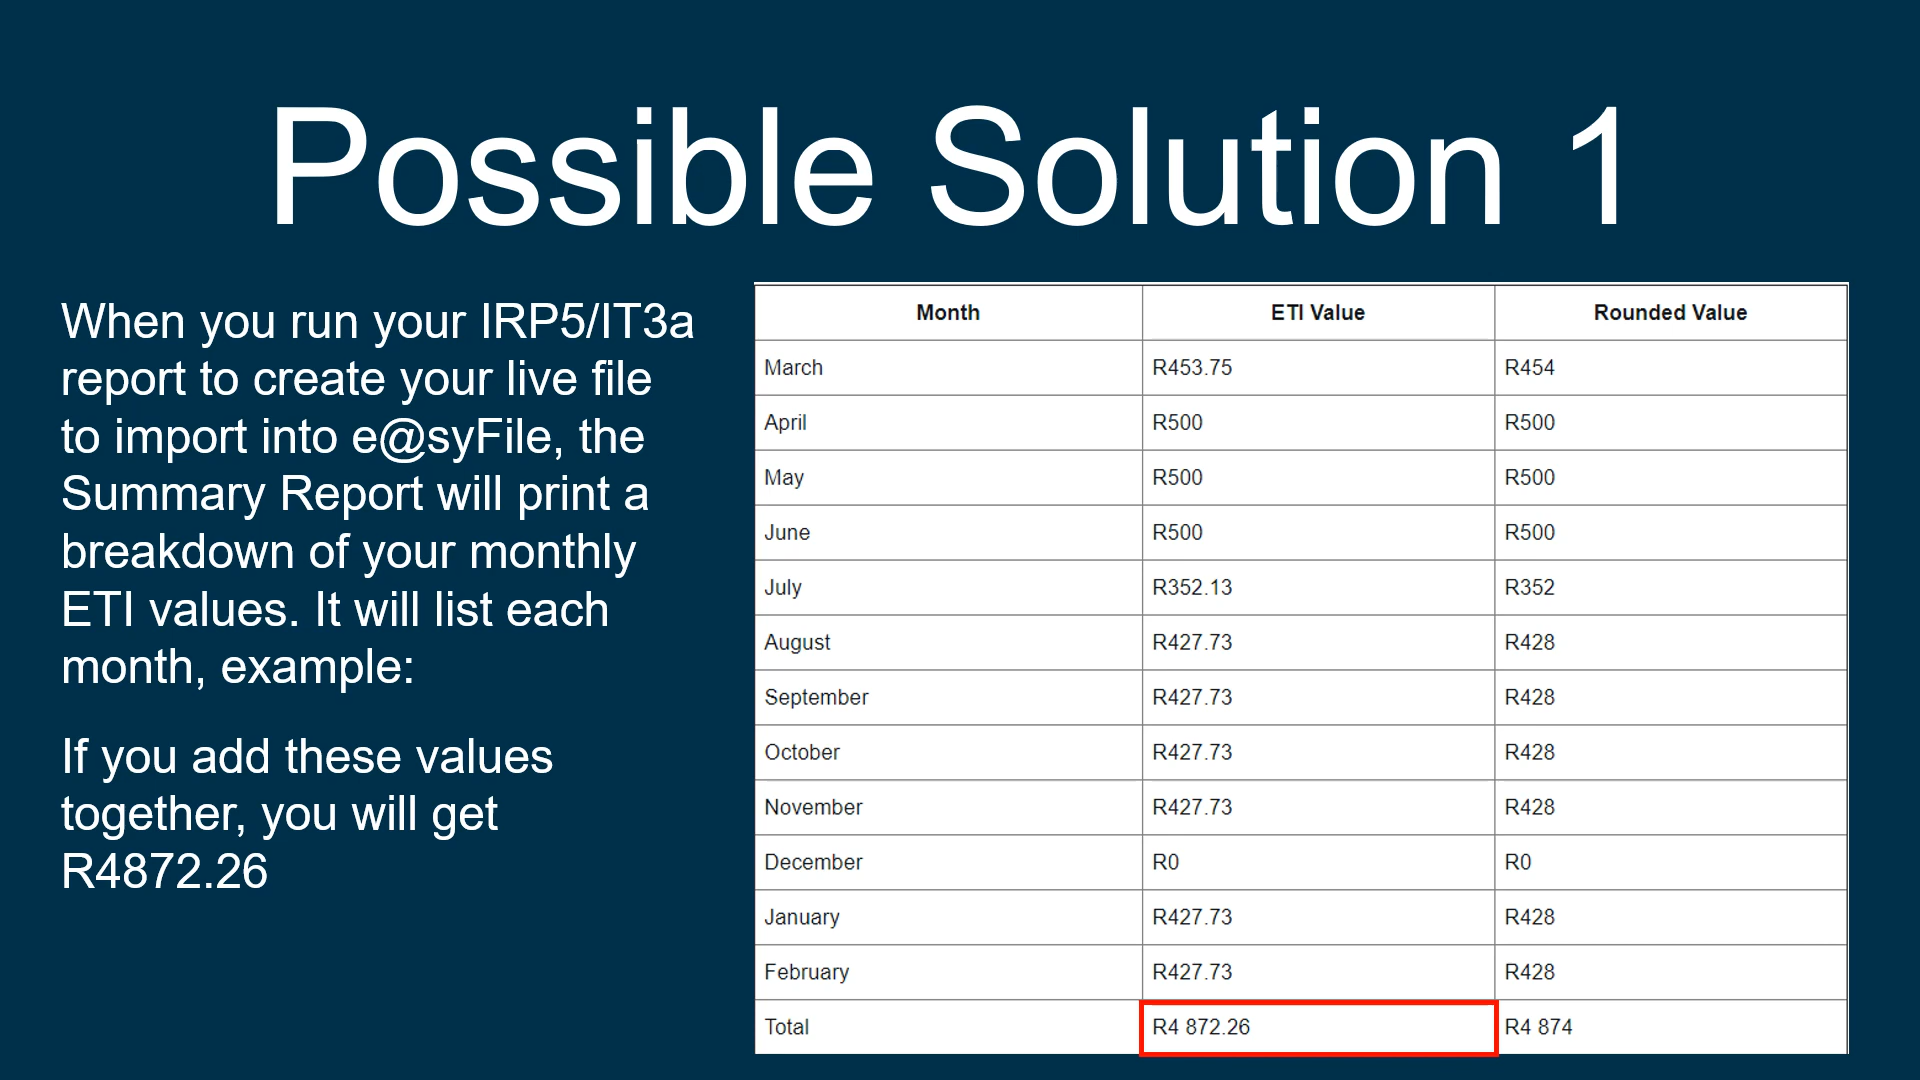 Possible Solution 1
When you run your IRP5/IT3a
report to create your live file
to import into e@syFile, the
Summary Report will print a
breakdown of your monthly
ETI values. It will list each
month, example:
If you add these values
together, you will get
R4872.26
Month ETI Value Rounded Value
March R453.75 R454
April R500 R500
May R500 R500
June R500 R500
July R352.13 R352
August R427.73 R428
September R427.73 R428
October R427.73 R428
November R427.73 R428
December R0 R0
January R427.73 R428
February R427.73 R428
Total R4 872.26 R4 874